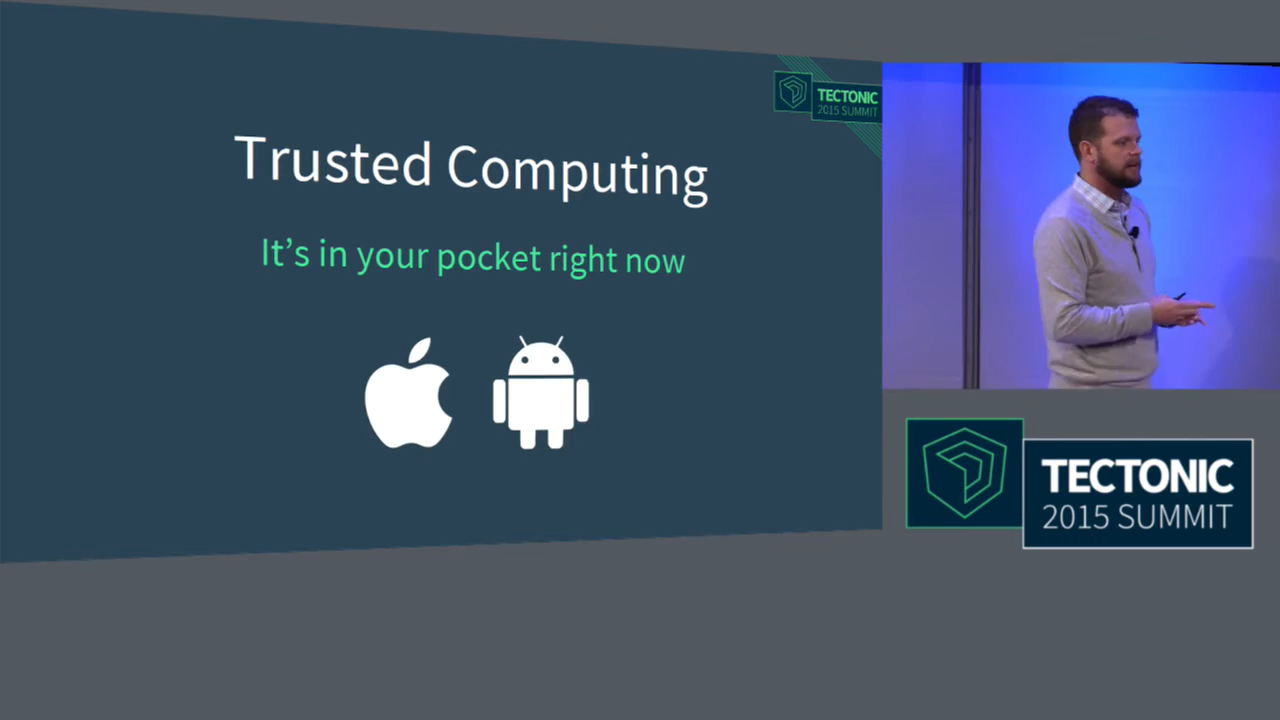 Trusted Computing
It's in your pocket right now
TECTONIC
2015 SUMMIT
TECTONIC
2015 SUMMIT